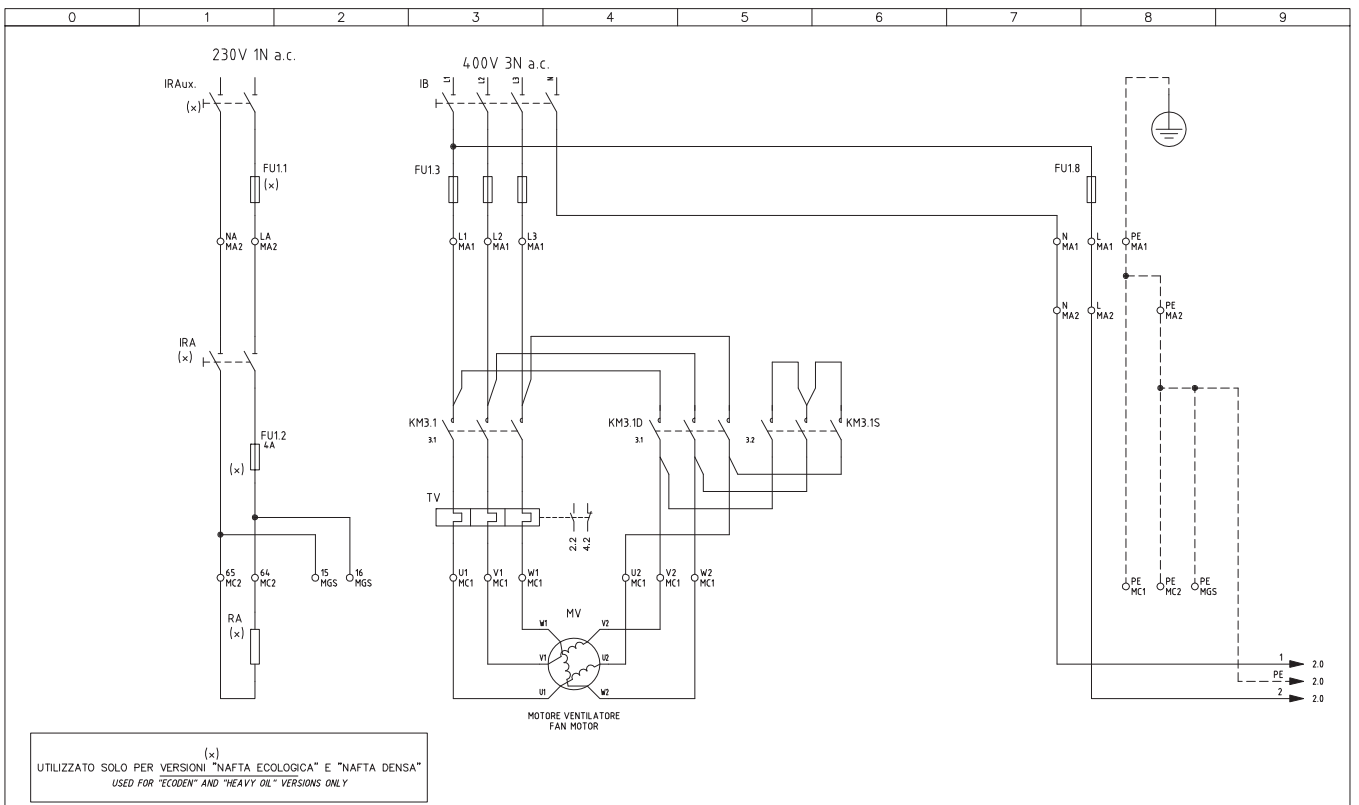 0 1 2 3 4 5 6 7 8 9
230V 1N a.c.
400V 3N a.c.
IRAux.
(x)
IB
L1 L2 L3 N
FU1.1
(x)
FU1.3
FU1.8
NA
MA2
LA
MA2
L1
MA1
L2
MA1
L3
MA1
N
MA1
L
MA1
PE
MA1
N
MA2
L
MA2
PE
MA2
IRA
(x)
KM3.1
3.1
KM3.1D
3.1
3.2
KM3.1S
FU1.2
4A
(x)
TV
2.2
4.2
65
MC2
64
MC2
15
MGS
16
MGS
U1
MC1
V1
MC1
W1
MC1
U2
MC1
V2
MC1
W2
MC1
PE
MC1
PE
MC2
PE
MGS
RA
(x)
MV
W1 V2
V1 U2
U1 W2
1 2.0
PE 2.0
2 2.0
MOTORE VENTILATORE
FAN MOTOR
(x)
UTILIZZATO SOLO PER VERSIONI "NAFTA ECOLOGICA" E "NAFTA DENSA"
USED FOR "ECODEN" AND "HEAVY OIL" VERSIONS ONLY